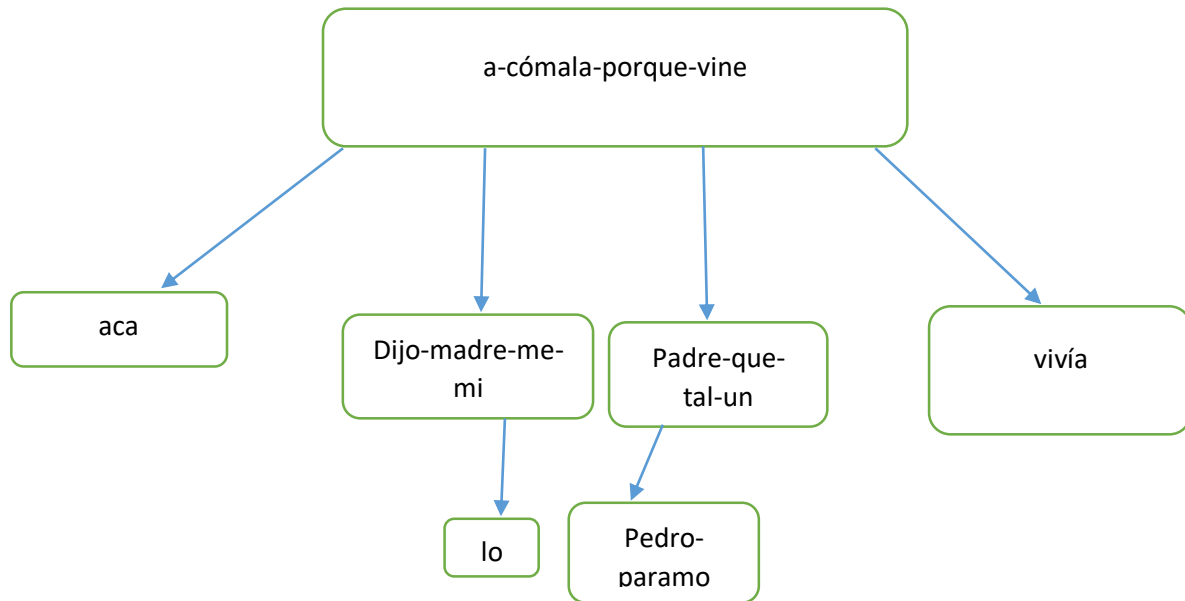 a-cómala-porque-vine
aca
Dijo-madre-me-
mi
Padre-que-
tal-un
vivía
lo
Pedro-
paramo